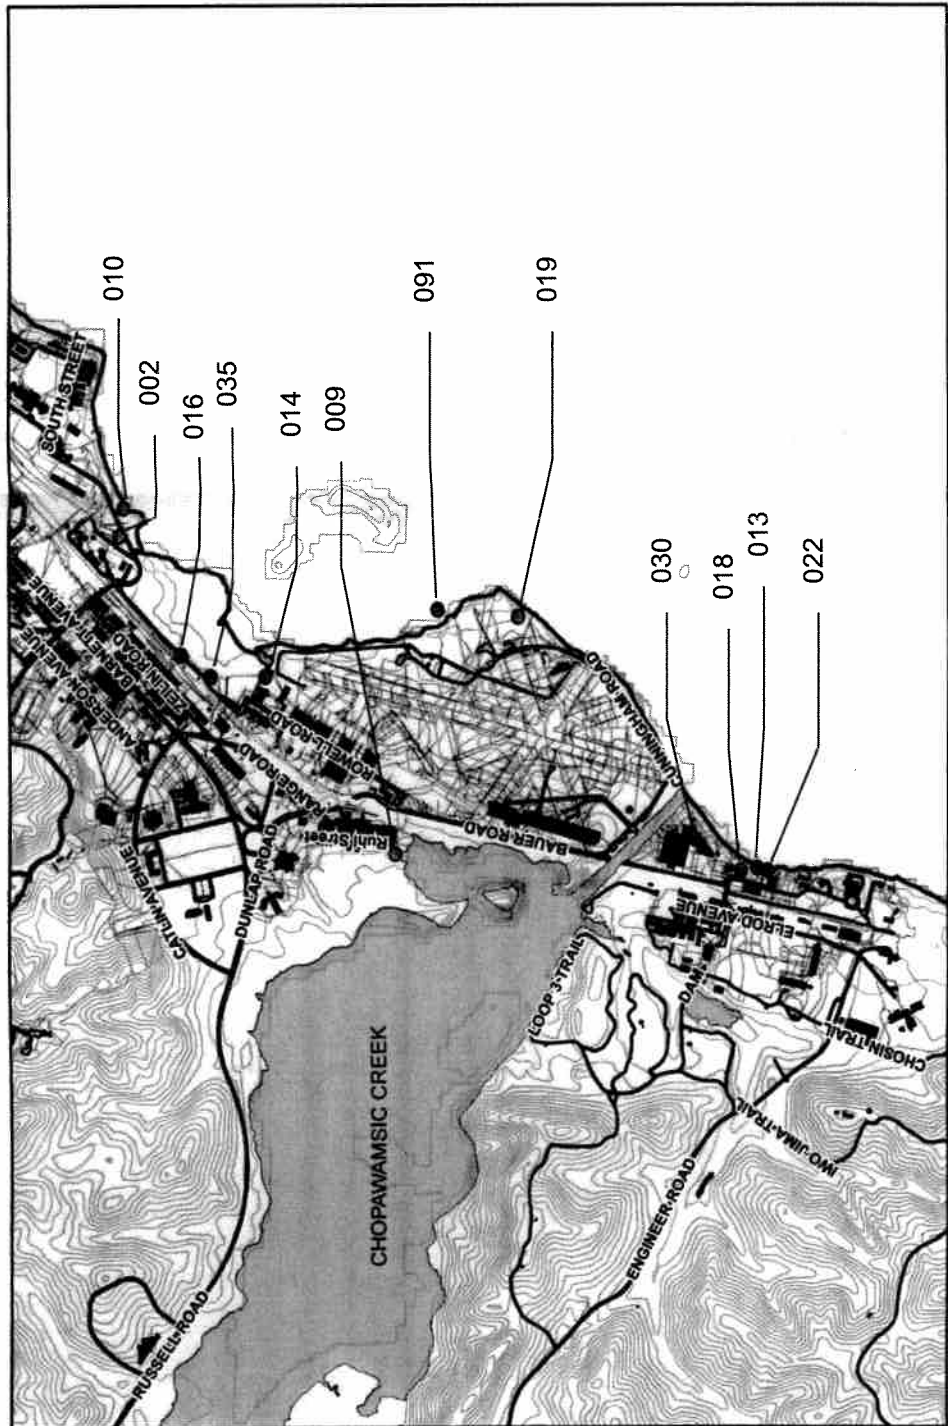 SOUTH STREET
010
002
016
035
014
009
091
019
030
018
013
022
ANDERSON AVENUE
BARNETT AVENUE
ZEILIN ROAD
CATLIN AVENUE
DUNLAP ROAD
RANGE ROAD
ROWELL ROAD
Ruhl Street
BAUER ROAD
CUNNINGHAM ROAD
RUSSELL ROAD
CHOPAWAMSIC CREEK
LOOP 3 TRAIL
ELROD AVENUE
DAM
CHOSIN TRAIL
IWO JIMA TRAIL
ENGINEER ROAD